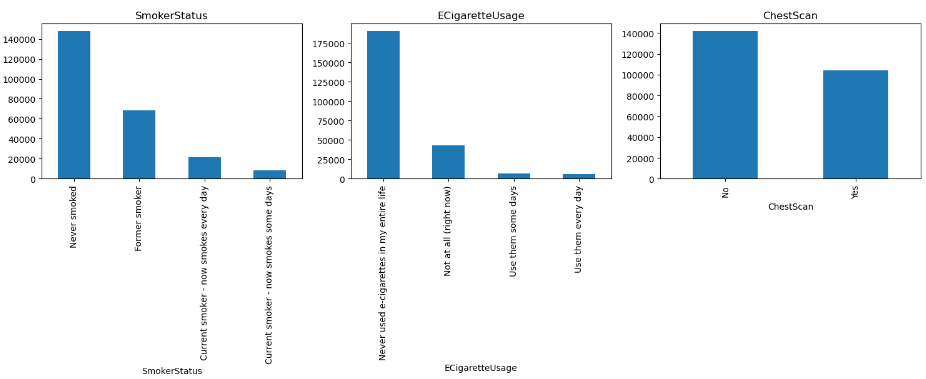 SmokerStatus
140000
120000
100000
80000
60000
40000
20000
0
Never smoked
Former smoker
Current smoker - now smokes every day
Current smoker - now smokes some days
SmokerStatus
ECigaretteUsage
175000
150000
125000
100000
75000
50000
25000
0
Never used e-cigarettes in my entire life
Not at all (right now)
Use them some days
Use them every day
ECigaretteUsage
ChestScan
140000
120000
100000
80000
60000
40000
20000
0
No
Yes
ChestScan